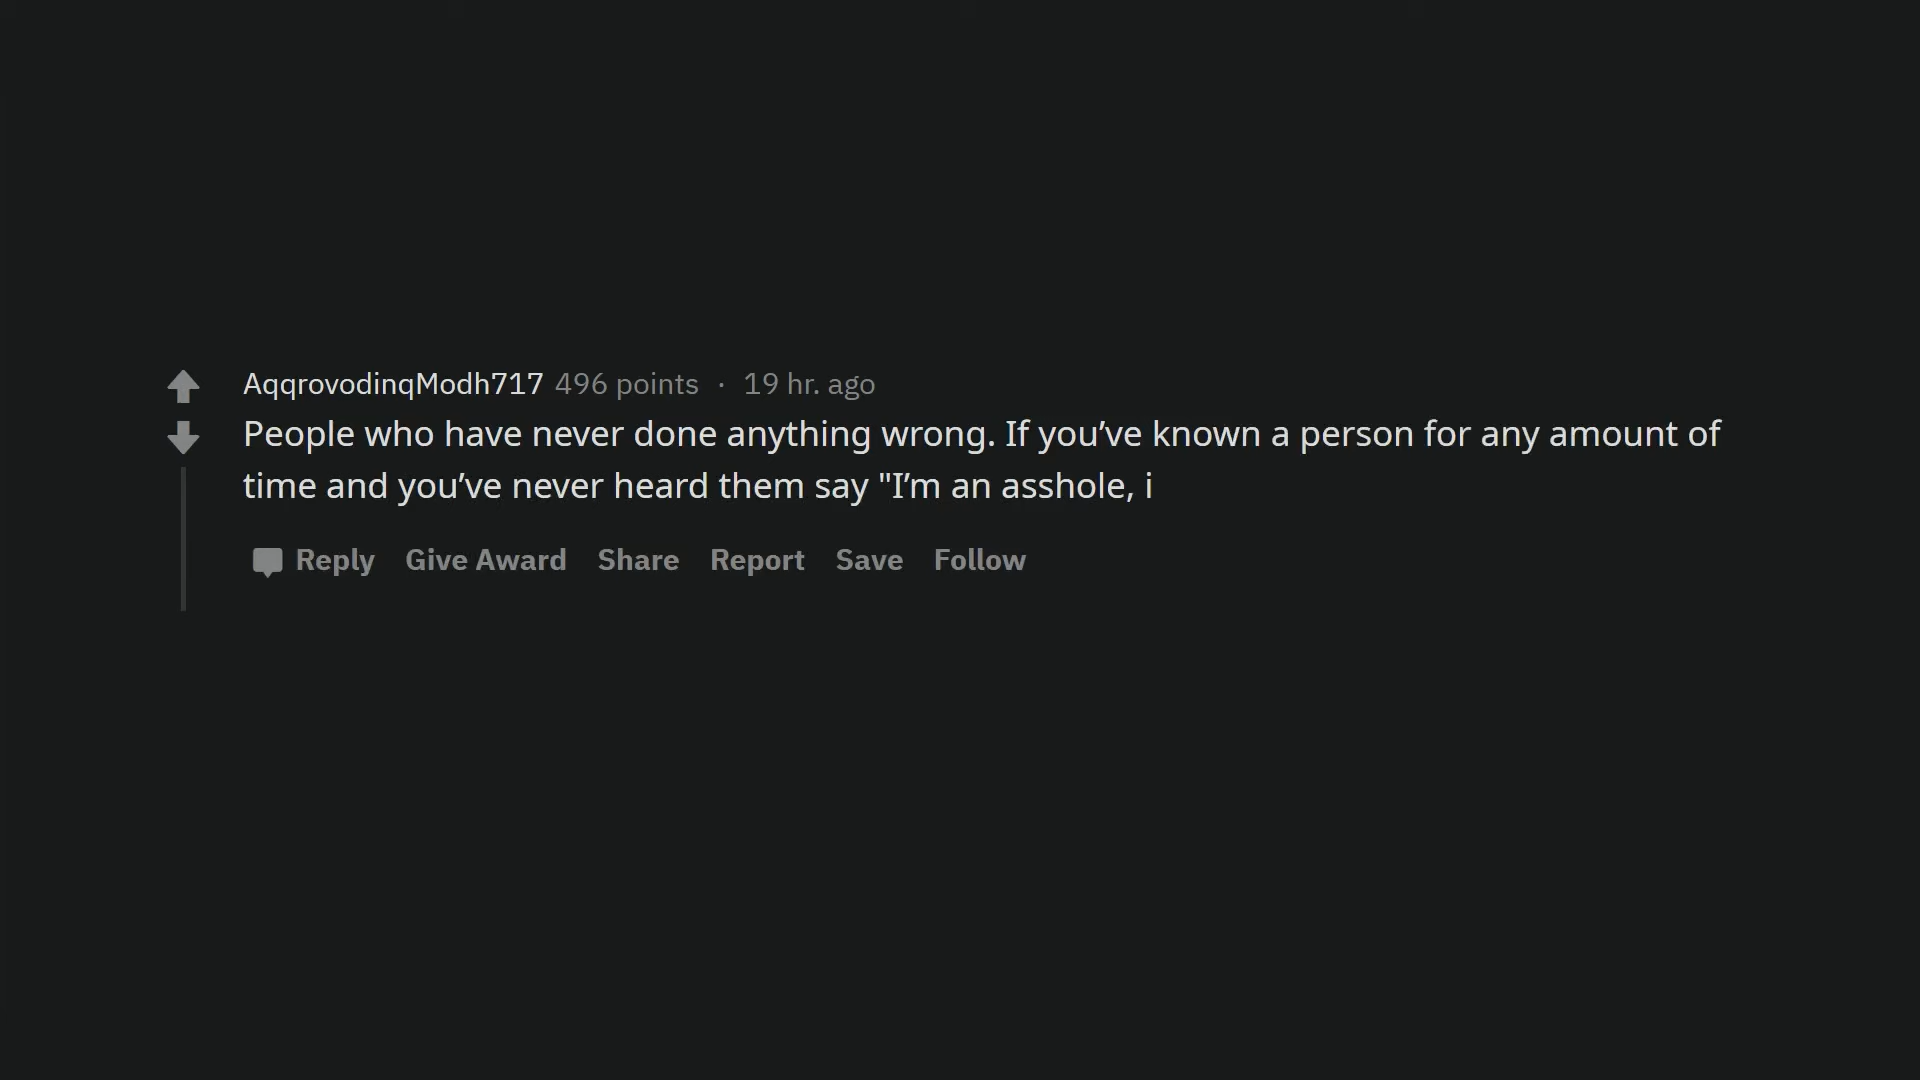 AqqrovodinqModh717 496 points · 19 hr. ago
People who have never done anything wrong. If you’ve known a person for any amount of
time and you’ve never heard them say "I’m an asshole, i
Reply Give Award Share Report Save Follow